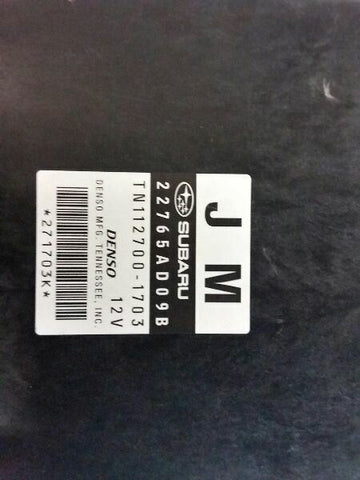 J M
SUBARU
22765AD09B
TN112700-1703
DENSO 12V
DENSO MFG. TENNESSEE, INC.
*271703K*